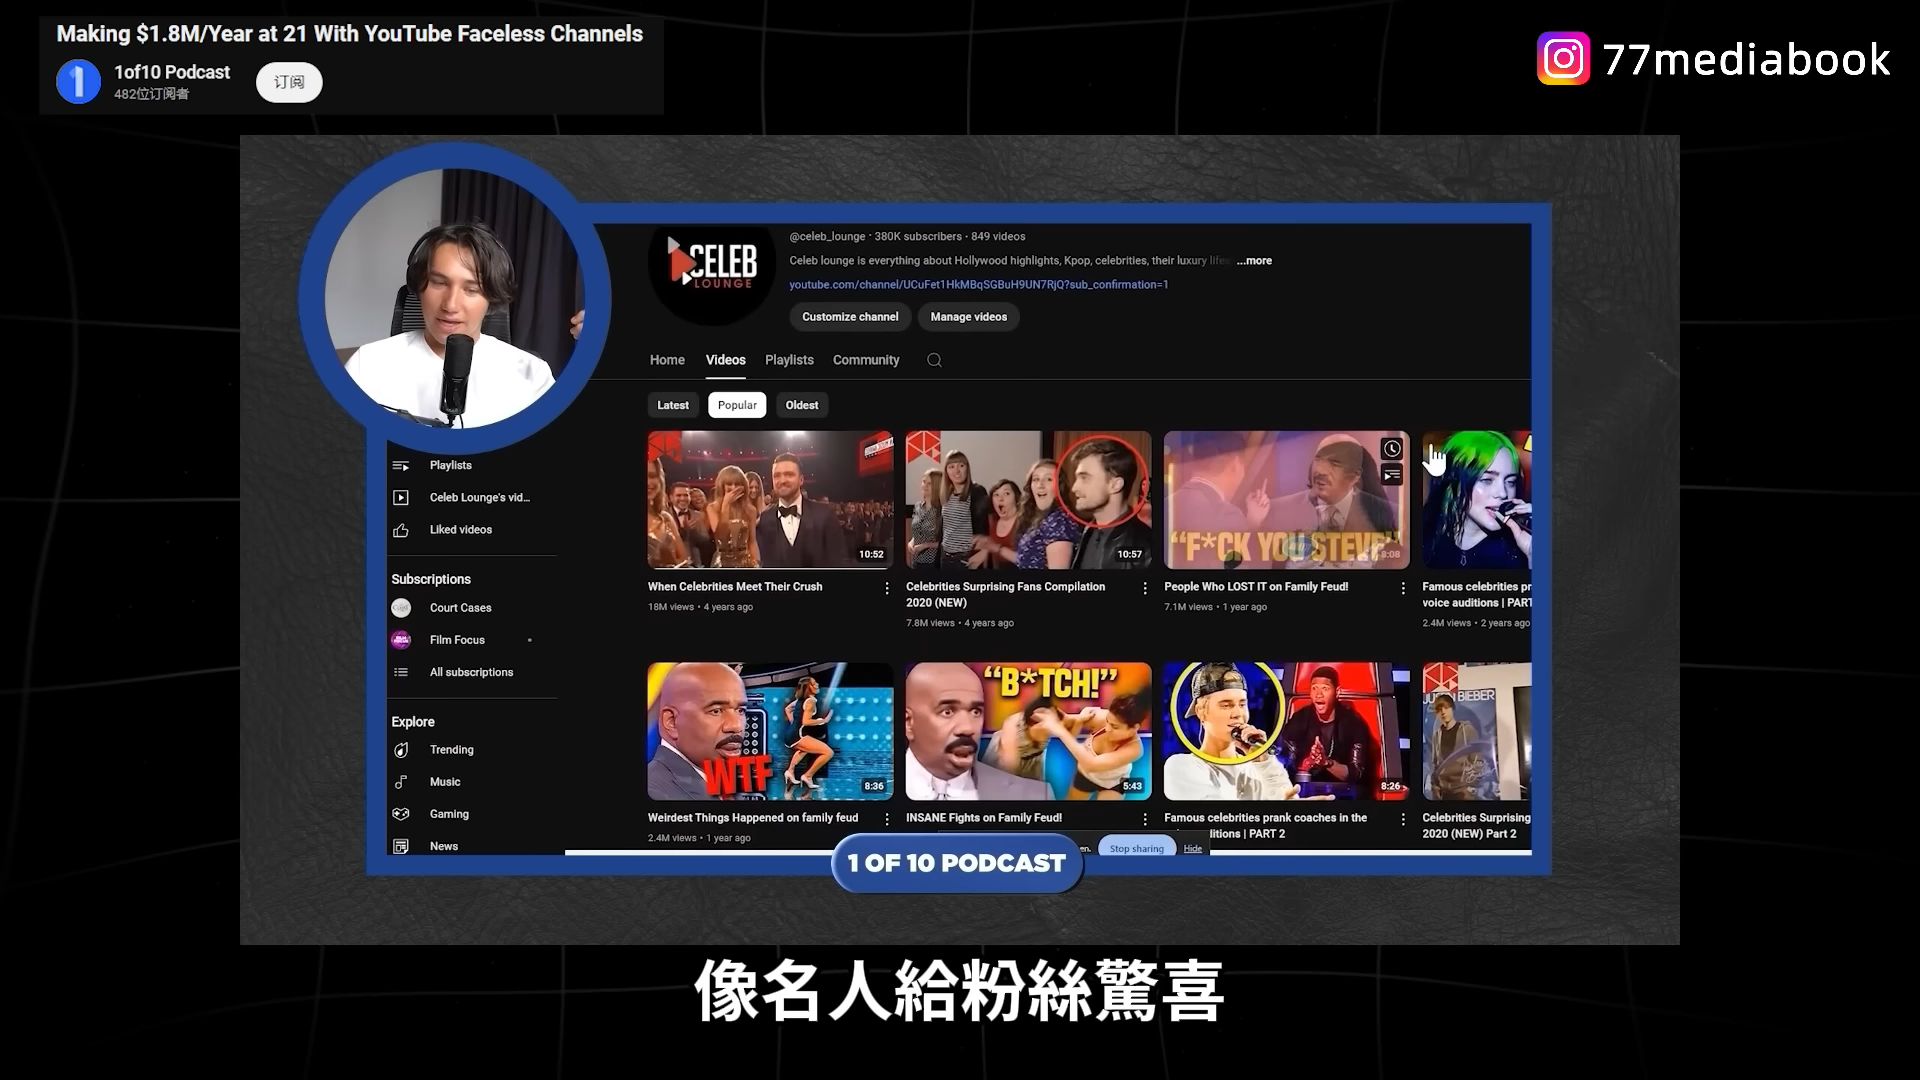 Making $1.8M/Year at 21 With YouTube Faceless Channels
1of10 Podcast
482位订阅者
订阅
77mediabook
CELEB
LOUNGE
@celeb_lounge · 380K subscribers · 849 videos
Celeb lounge is everything about Hollywood highlights, Kpop, celebrities, their luxury lifes ...more
youtube.com/channel/UCuFet1HkMBqSGBuH9UN7RjQ?sub_confirmation=1
Customize channel
Manage videos
Home
Videos
Playlists
Community
Latest
Popular
Oldest
Playlists
Celeb Lounge's vid...
Liked videos
Subscriptions
Court Cases
Film Focus
All subscriptions
Explore
Trending
Music
Gaming
News
10:52
When Celebrities Meet Their Crush
18M views · 4 years ago
10:57
Celebrities Surprising Fans Compilation
2020 (NEW)
7.8M views · 4 years ago
"F*CK YOU STEVE"
8:08
People Who LOST IT on Family Feud!
7.1M views · 1 year ago
Famous celebrities pr
voice auditions | PART
2.4M views · 2 years ago
WTF
8:36
Weirdest Things Happened on family feud
2.4M views · 1 year ago
"B*TCH!"
5:43
INSANE Fights on Family Feud!
8:26
Famous celebrities prank coaches in the
itions | PART 2
BIEBER
Celebrities Surprising
2020 (NEW) Part 2
en.
Stop sharing
Hide
1 OF 10 PODCAST
像名人給粉絲驚喜